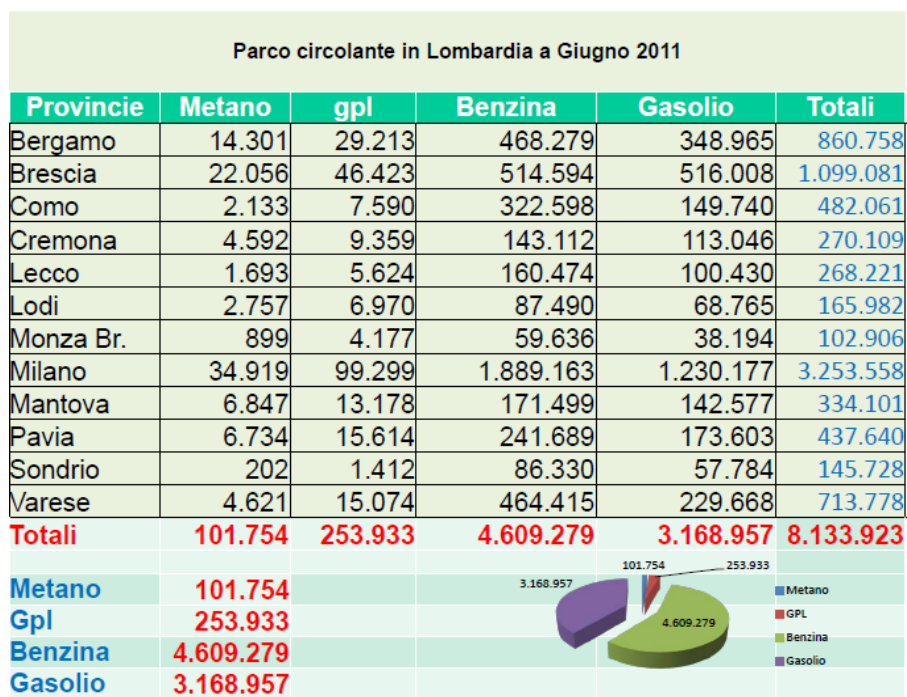 Parco circolante in Lombardia a Giugno 2011
Provincie Metano gpl Benzina Gasolio Totali
Bergamo 14.301 29.213 468.279 348.965 860.758
Brescia 22.056 46.423 514.594 516.008 1.099.081
Como 2.133 7.590 322.598 149.740 482.061
Cremona 4.592 9.359 143.112 113.046 270.109
Lecco 1.693 5.624 160.474 100.430 268.221
Lodi 2.757 6.970 87.490 68.765 165.982
Monza Br. 899 4.177 59.636 38.194 102.906
Milano 34.919 99.299 1.889.163 1.230.177 3.253.558
Mantova 6.847 13.178 171.499 142.577 334.101
Pavia 6.734 15.614 241.689 173.603 437.640
Sondrio 202 1.412 86.330 57.784 145.728
Varese 4.621 15.074 464.415 229.668 713.778
Totali 101.754 253.933 4.609.279 3.168.957 8.133.923
Metano 101.754
Gpl 253.933
Benzina 4.609.279
Gasolio 3.168.957
101.754 253.933
3.168.957
4.609.279
Metano
GPL
Benzina
Gasolio